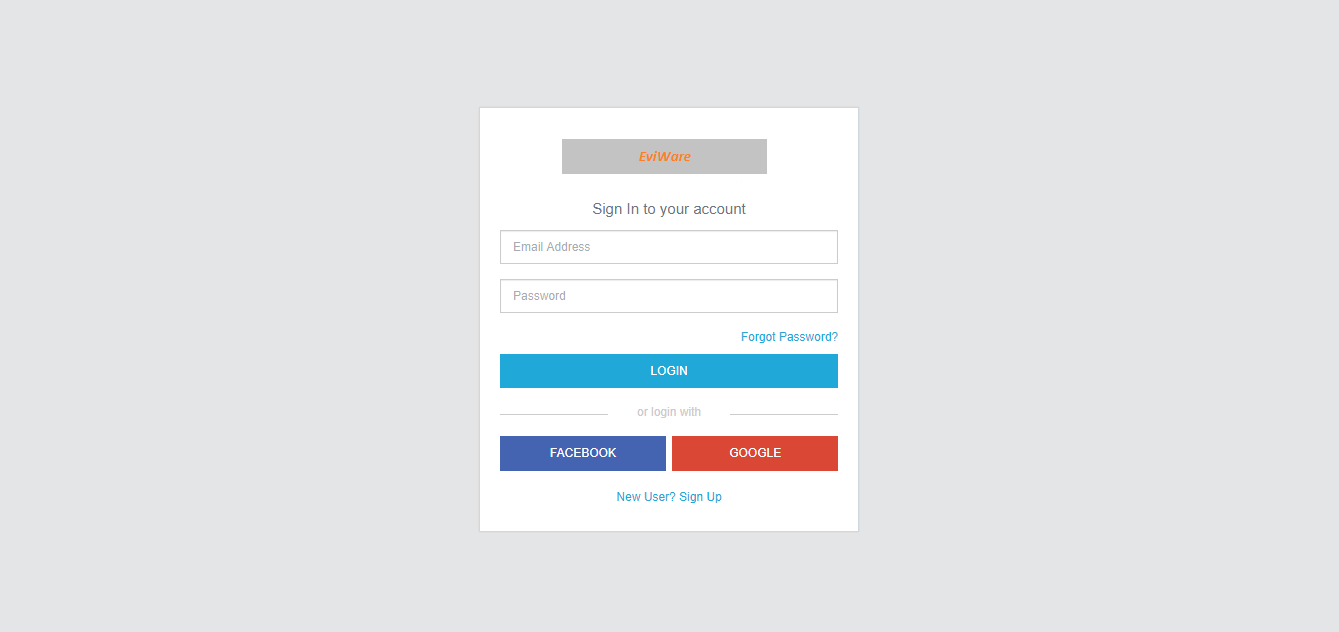 EviWare
Sign In to your account
Email Address
Password
Forgot Password?
LOGIN
or login with
FACEBOOK GOOGLE
New User? Sign Up